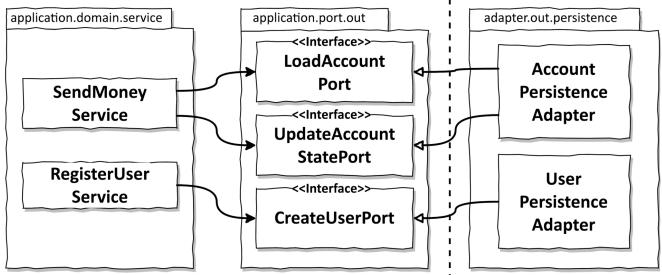 application.domain.service
SendMoney
Service
RegisterUser
Service
application.port.out
<<Interface>>
LoadAccount
Port
<<Interface>>
UpdateAccount
StatePort
<<Interface>>
CreateUserPort
adapter.out.persistence
Account
Persistence
Adapter
User
Persistence
Adapter